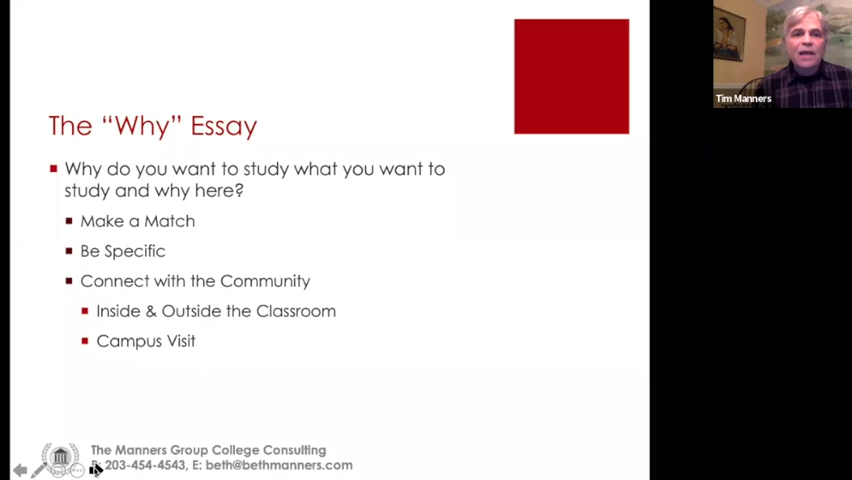 The “Why” Essay
Why do you want to study what you want to
study and why here?
Make a Match
Be Specific
Connect with the Community
Inside & Outside the Classroom
Campus Visit
The Manners Group College Consulting
203-454-4543, E: beth@bethmanners.com
Tim Manners